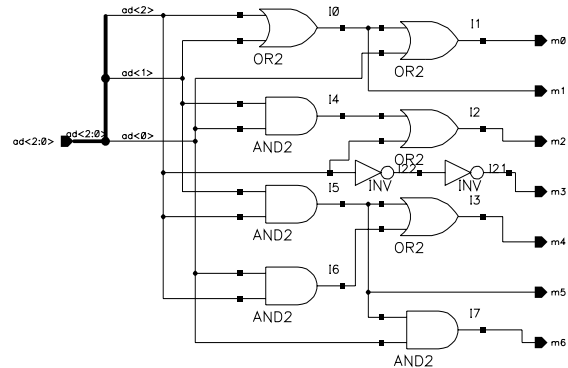 ad<2> I0 I1
m0
OR2 OR2
ad<1>
m1
I4 I2
ad<2:0> ad<2:0> ad<0> m2
AND2 OR2
I22 I21
INV INV
I5 I3 m3
AND2 OR2 m4
I6
m5
AND2 I7
m6
AND2